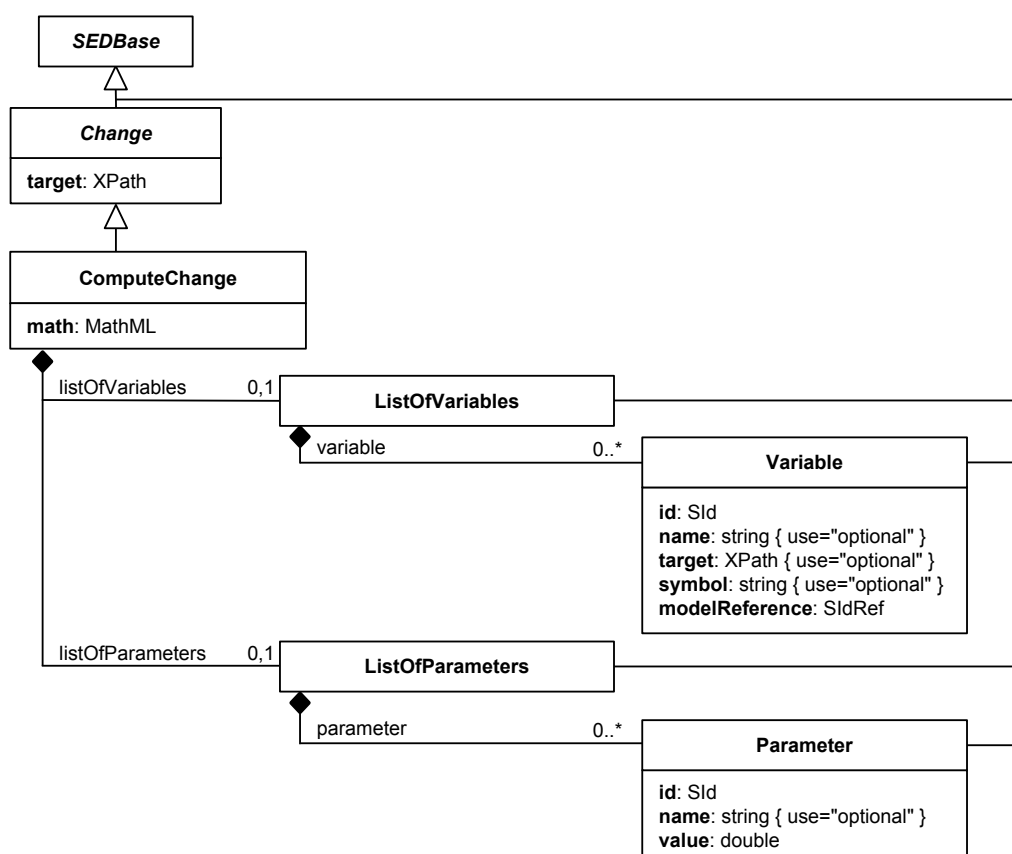 SEDBase
Change
target: XPath
ComputeChange
math: MathML
listOfVariables 0,1
ListOfVariables
variable 0..*
Variable
id: SId
name: string { use="optional" }
target: XPath { use="optional" }
symbol: string { use="optional" }
modelReference: SIdRef
listOfParameters 0,1
ListOfParameters
parameter 0..*
Parameter
id: SId
name: string { use="optional" }
value: double